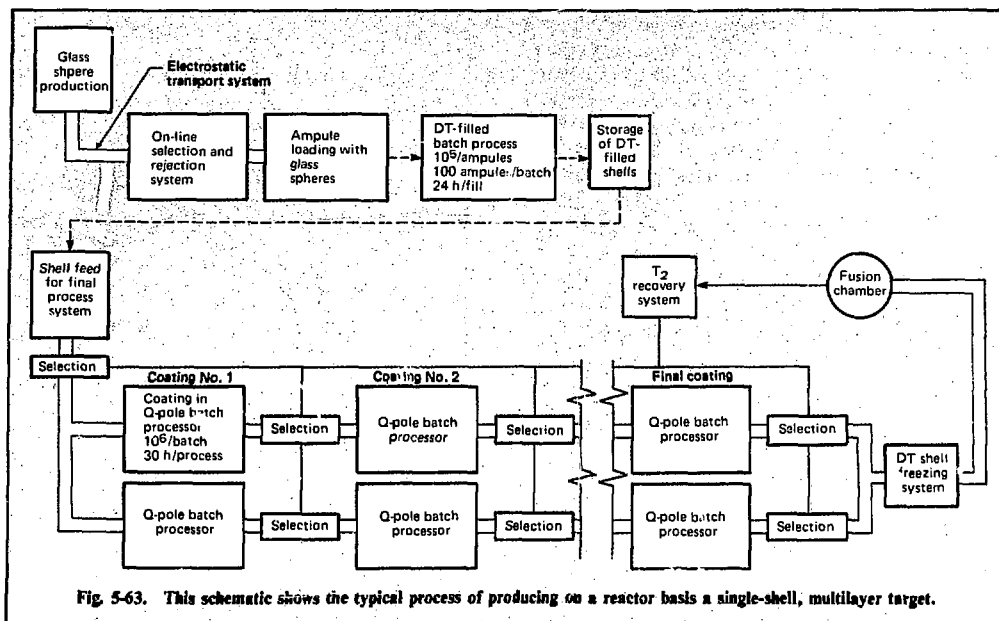 Glass
shpere
production
Electrostatic
transport system
On-line
selection and
rejection
system
Ampule
loading with
glass
spheres
DT-filled
batch process
10⁵/ampules
100 ampules/batch
24 h/fill
Storage
of DT-
filled
shells
Shell feed
for final
process
system
T₂
recovery
system
Fusion
chamber
Selection
Coating No. 1
Coating in
Q-pole batch
processor
10⁶/batch
30 h/process
Selection
Coating No. 2
Q-pole batch
processor
Selection
Final coating
Q-pole batch
processor
Selection
DT shell
freezing
system
Q-pole batch
processor
Selection
Q-pole batch
processor
Selection
Q-pole batch
processor
Selection
Fig. 5-63. This schematic shows the typical process of producing on a reactor basis a single-shell, multilayer target.